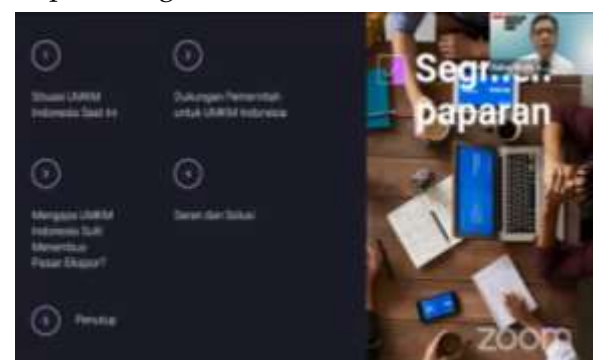 1
Situasi UMKM
Indonesia Saat Ini
2
Dukungan Pemerintah
untuk UMKM Indonesia
3
Mengapa UMKM
Indonesia Sulit
Menembus
Pasar Ekspor?
4
Saran dan Solusi
5
Penutup
Segmen
paparan
zoom